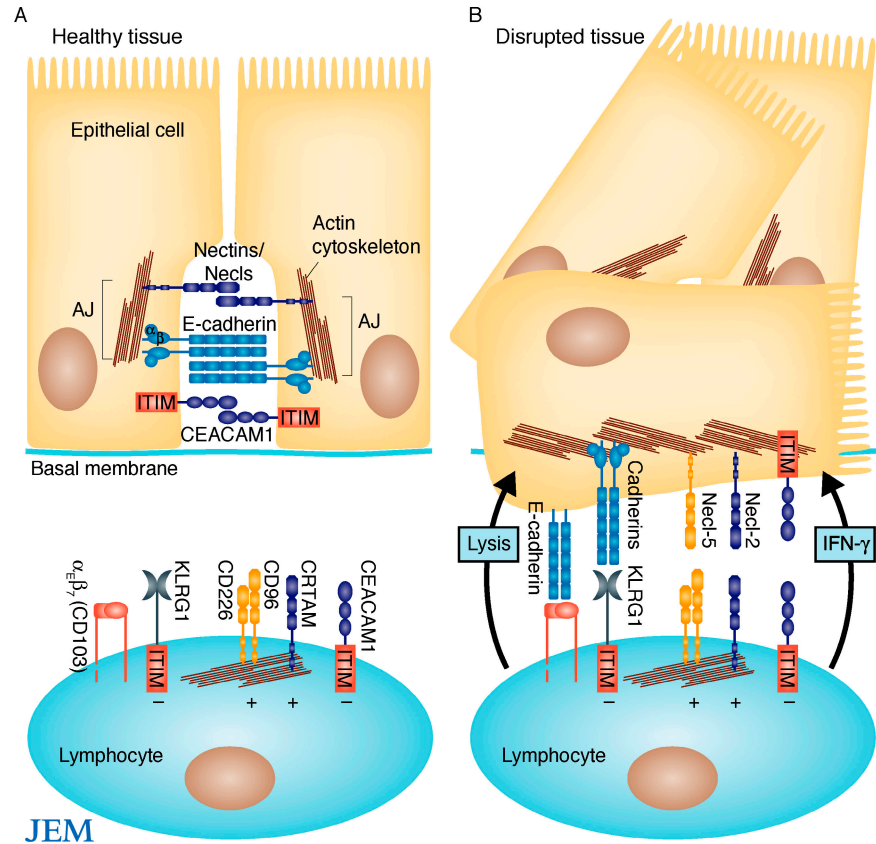 A
Healthy tissue
Epithelial cell
Nectins/
Necls
Actin
cytoskeleton
AJ
AJ
E-cadherin
α
β
ITIM
ITIM
CEACAM1
Basal membrane
αEβ7 (CD103)
KLRG1
CD226
CD96
CRTAM
CEACAM1
ITIM
ITIM
–
+
+
–
Lymphocyte
JEM
B
Disrupted tissue
ITIM
E-cadherin
Cadherins
Necl-5
Necl-2
Lysis
IFN-γ
KLRG1
ITIM
ITIM
–
+
+
–
Lymphocyte